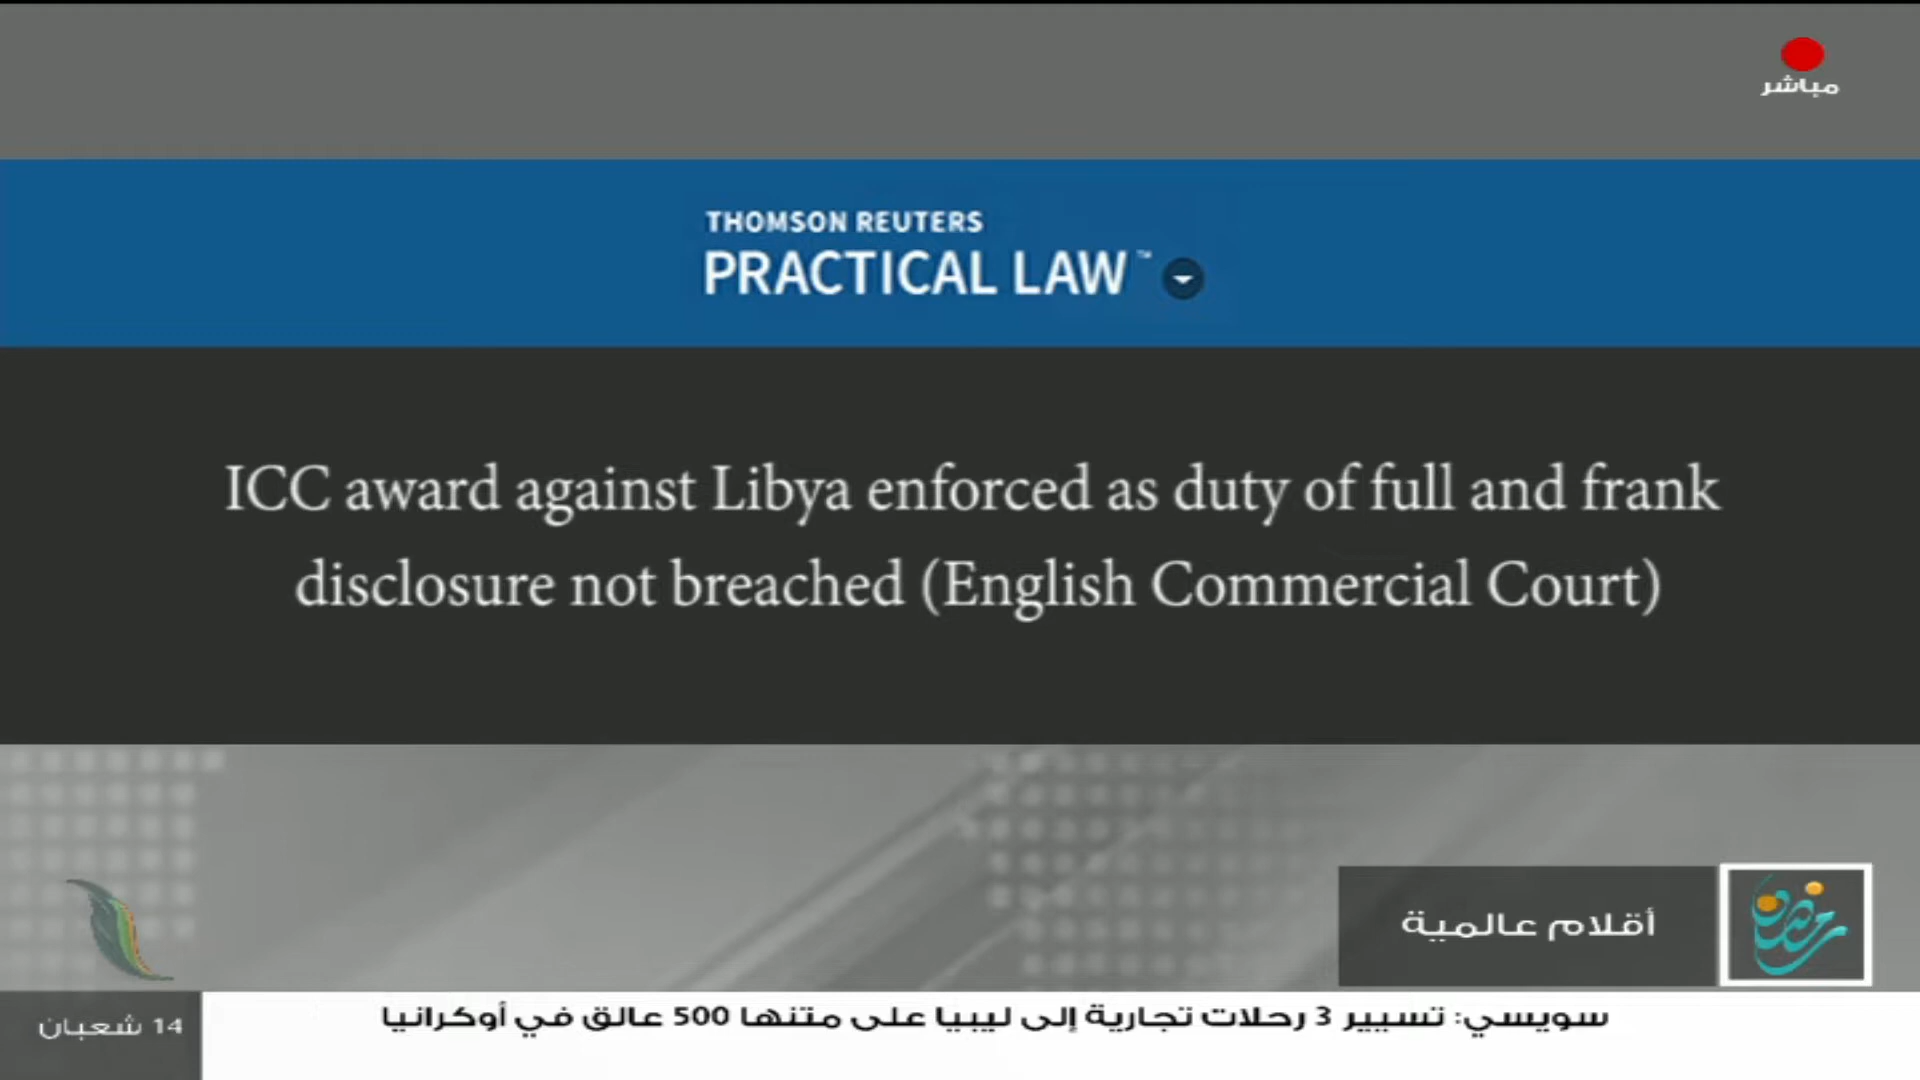 مباشر
THOMSON REUTERS
PRACTICAL LAW™
ICC award against Libya enforced as duty of full and frank
disclosure not breached (English Commercial Court)
أقلام عالمية
سويسي: تسيير 3 رحلات تجارية إلى ليبيا على متنها 500 عالق في أوكرانيا
14 شعبان